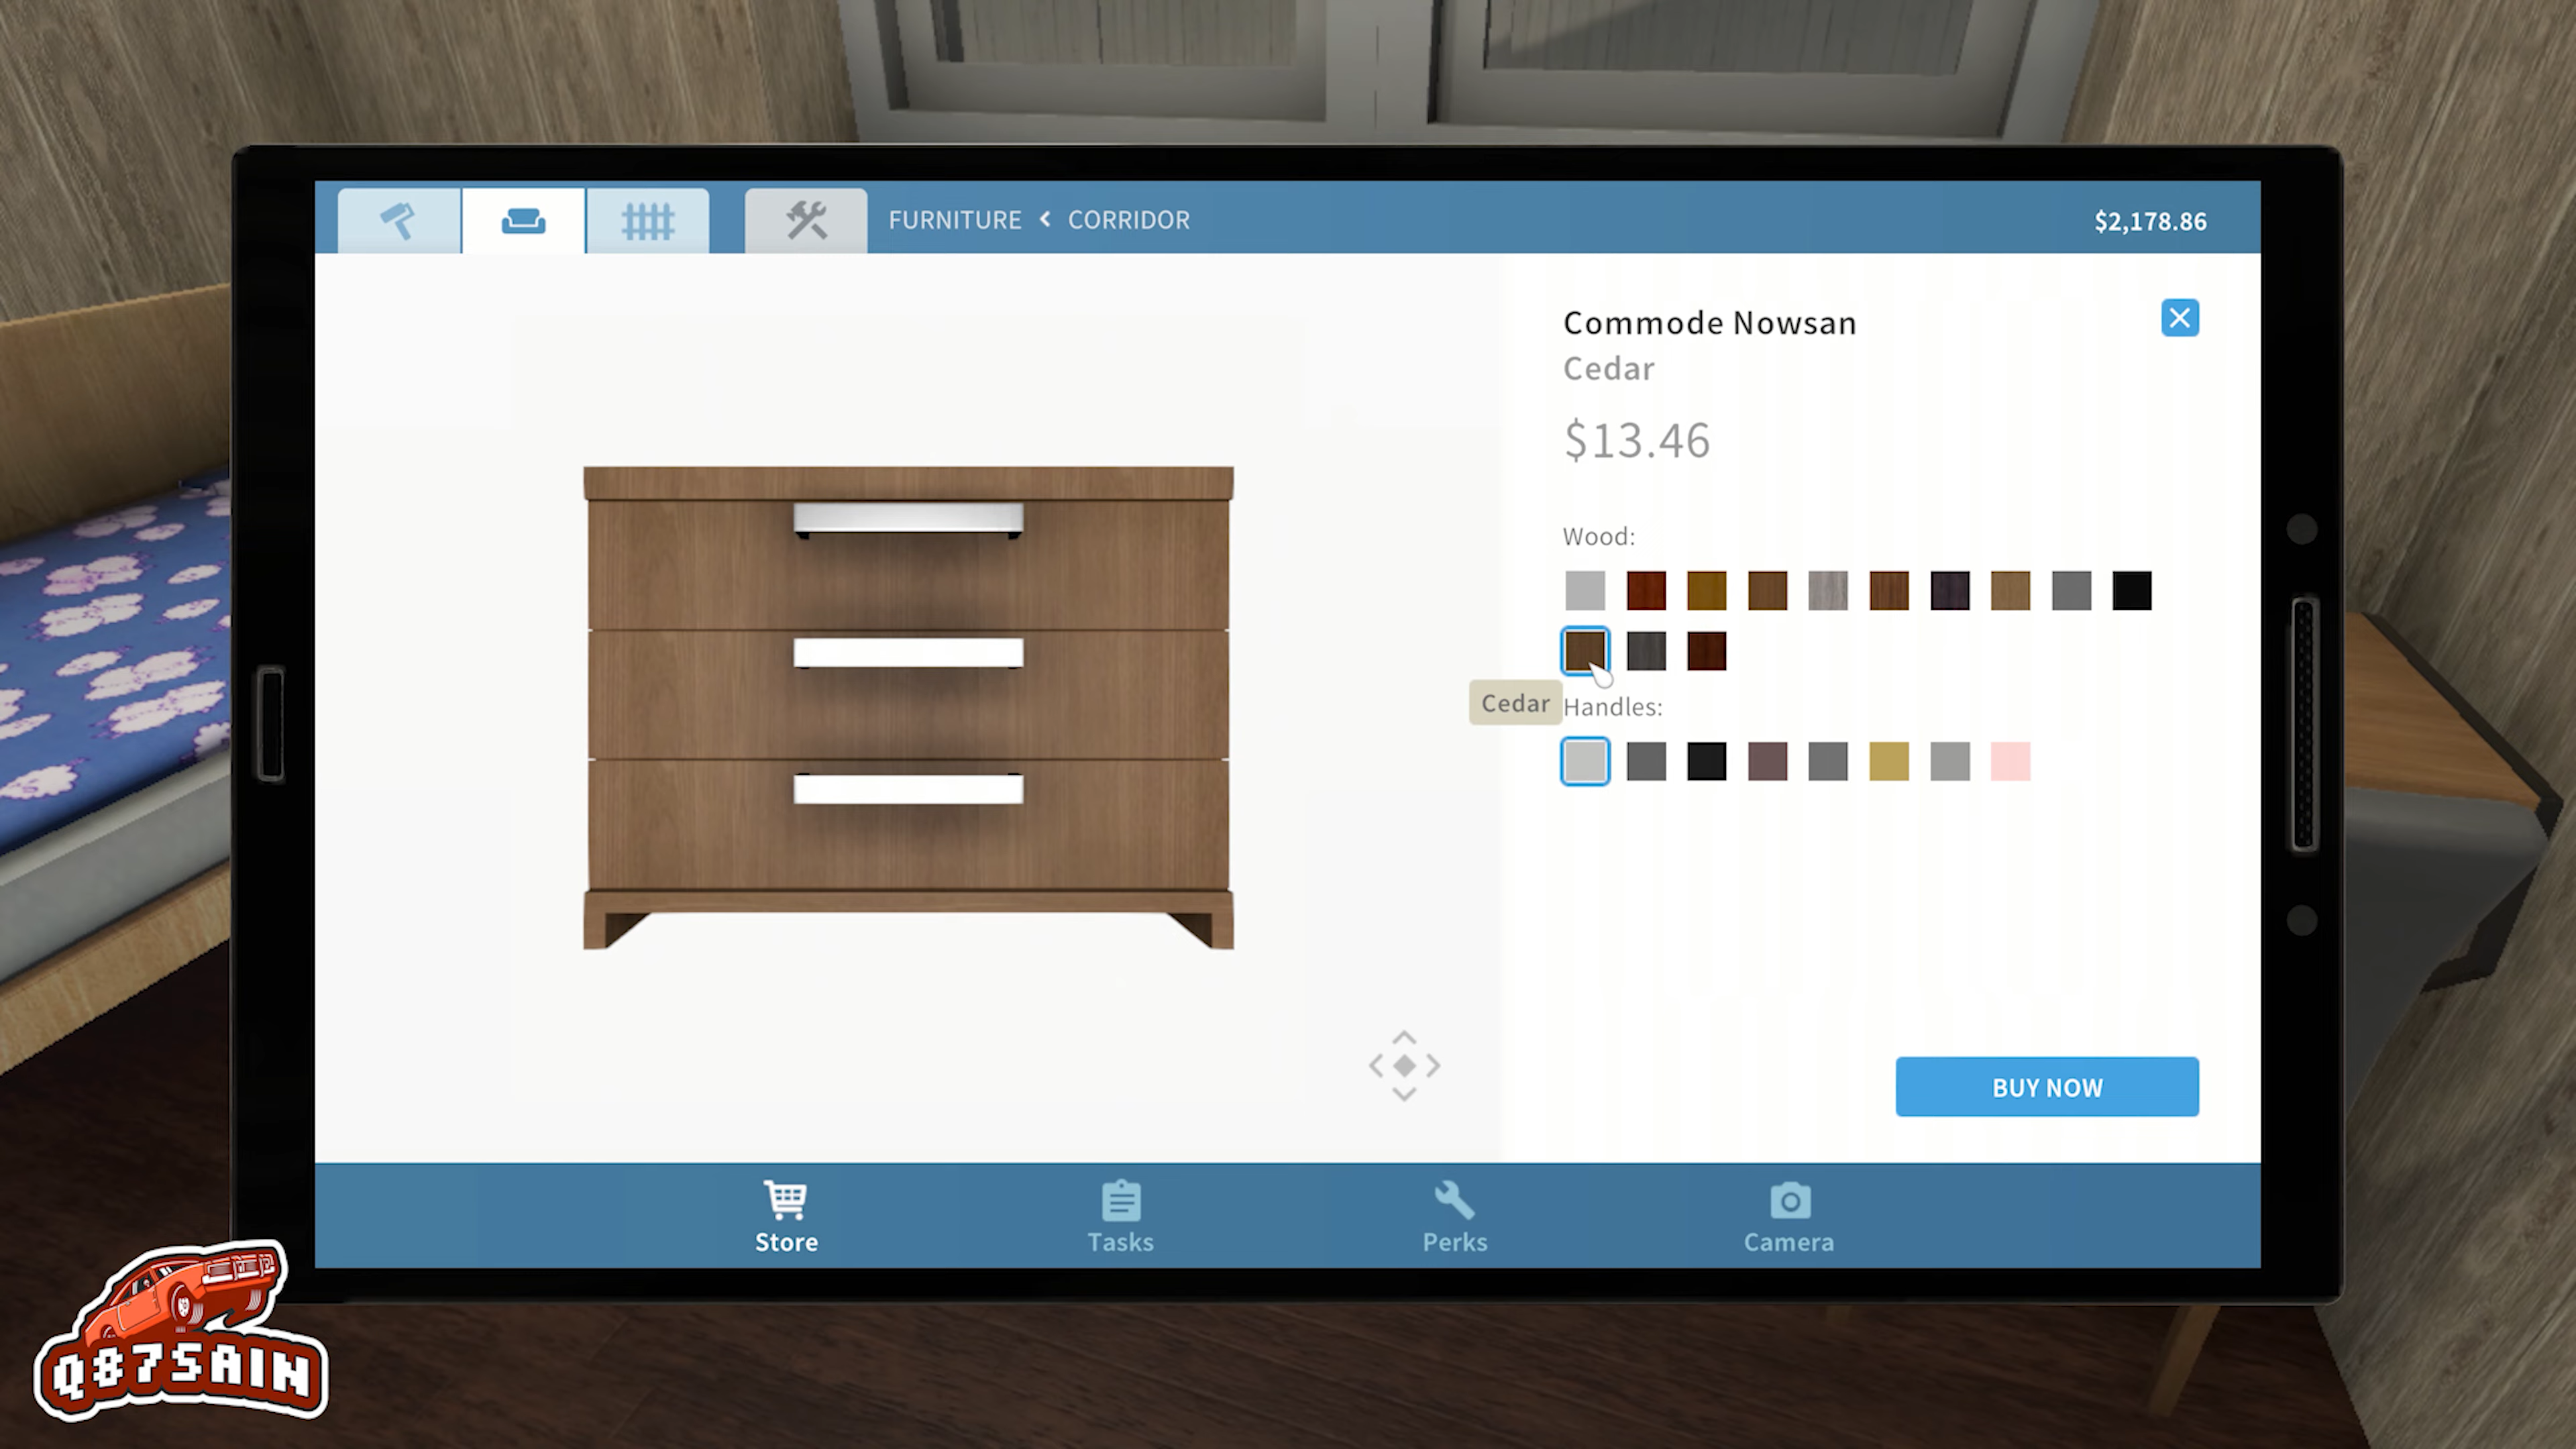 FURNITURE < CORRIDOR
$2,178.86
Commode Nowsan
Cedar
$13.46
Wood:
Cedar
Handles:
BUY NOW
Store
Tasks
Perks
Camera
Q87SAIN